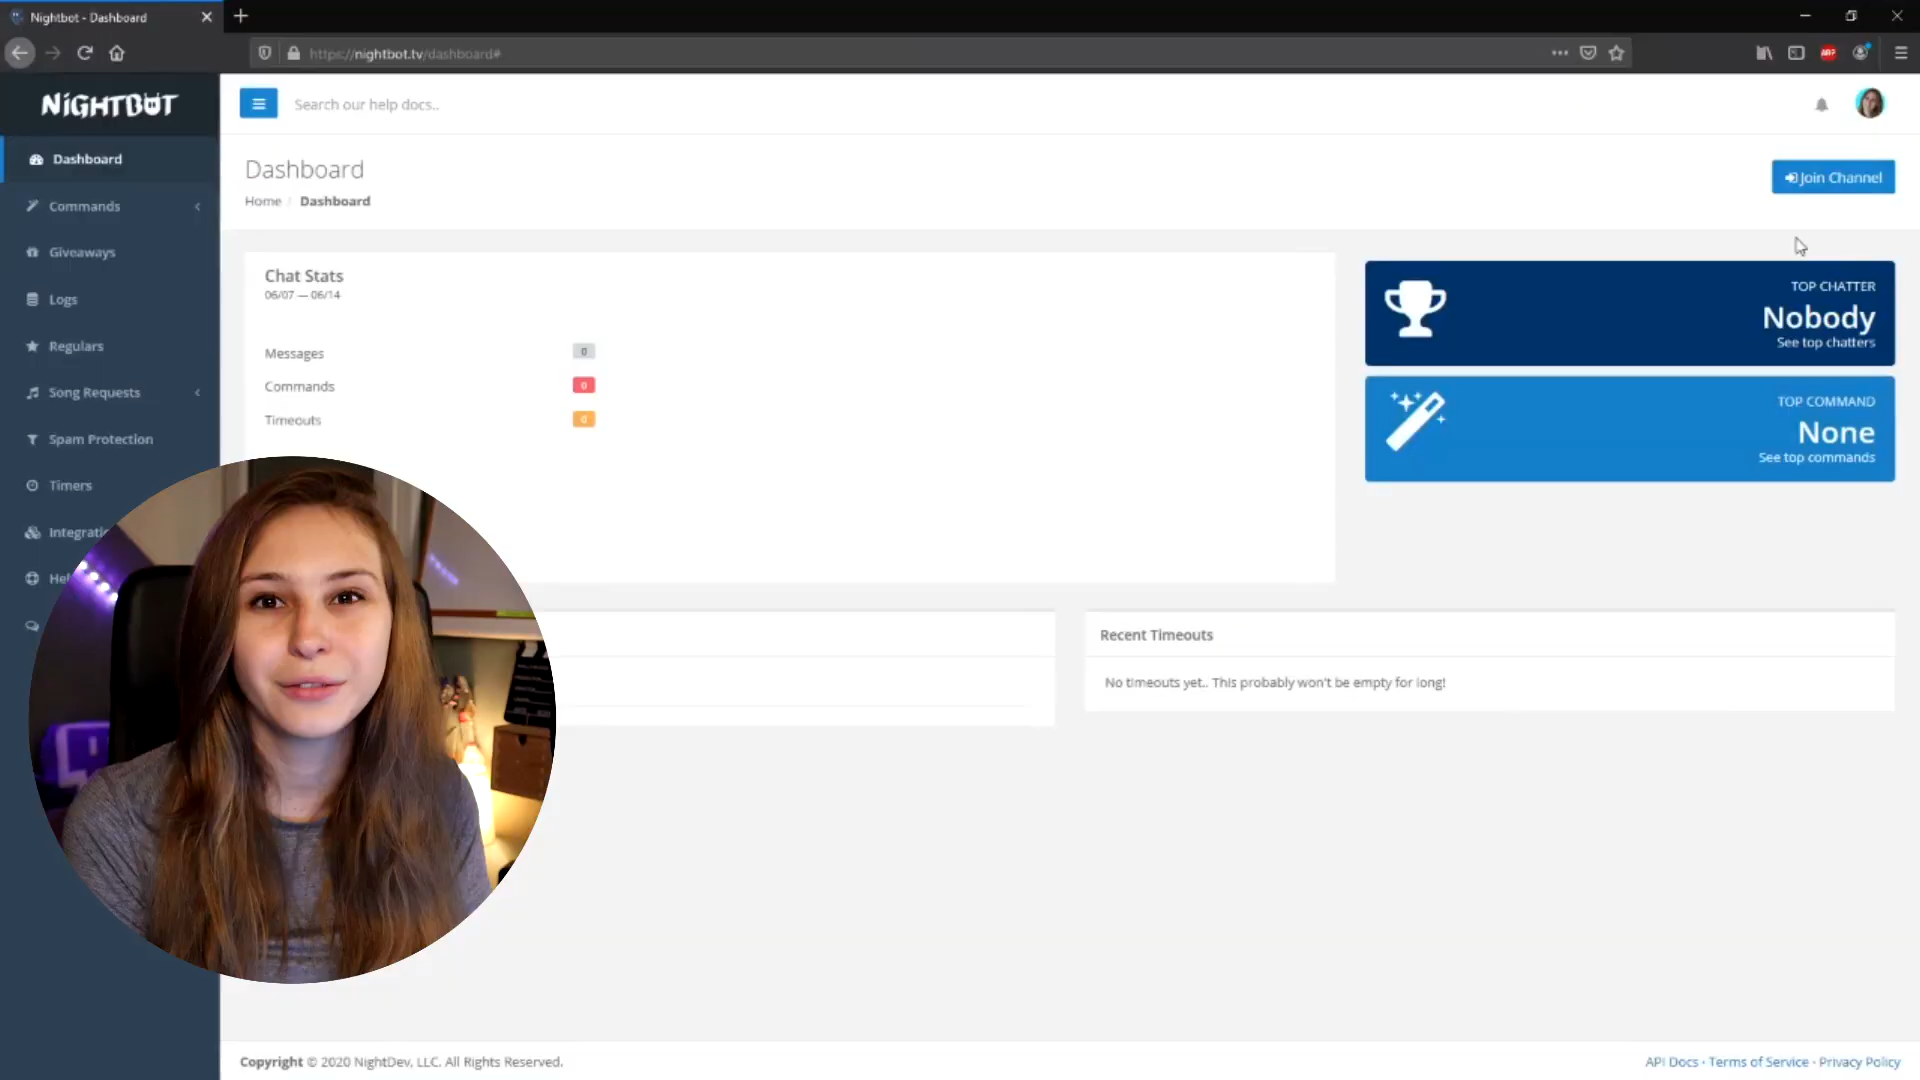 Nightbot - Dashboard
https://nightbot.tv/dashboard#
ABP
NiGHTBOT
Search our help docs..
Dashboard
Commands
Giveaways
Logs
Regulars
Song Requests
Spam Protection
Timers
Integratio
Hel
Dashboard
Home / Dashboard
Join Channel
Chat Stats
06/07 — 06/14
Messages 0
Commands 0
Timeouts 0
TOP CHATTER
Nobody
See top chatters
TOP COMMAND
None
See top commands
Recent Timeouts
No timeouts yet.. This probably won't be empty for long!
Copyright © 2020 NightDev, LLC. All Rights Reserved.
API Docs · Terms of Service · Privacy Policy